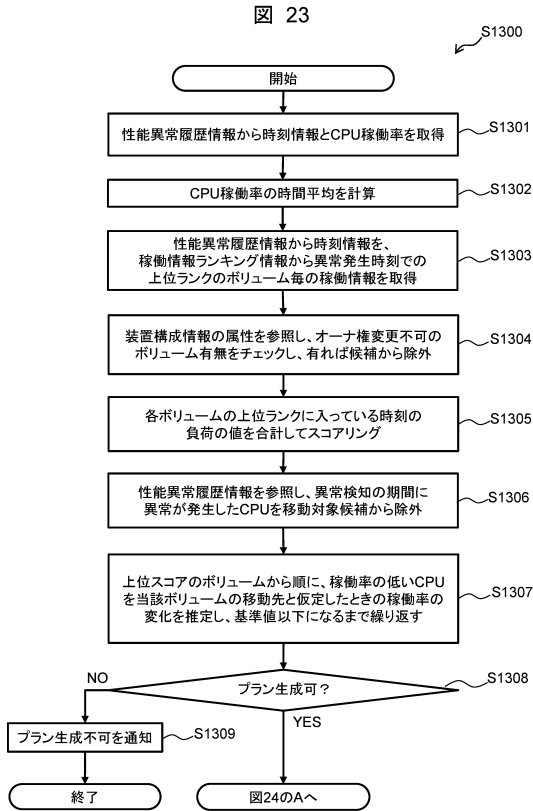 図 23
S1300
開始
性能異常履歴情報から時刻情報とCPU稼働率を取得
S1301
CPU稼働率の時間平均を計算
S1302
性能異常履歴情報から時刻情報を、
稼働情報ランキング情報から異常発生時刻での
上位ランクのボリューム毎の稼働情報を取得
S1303
装置構成情報の属性を参照し、オーナ権変更不可の
ボリューム有無をチェックし、有れば候補から除外
S1304
各ボリュームの上位ランクに入っている時刻の
負荷の値を合計してスコアリング
S1305
性能異常履歴情報を参照し、異常検知の期間に
異常が発生したCPUを移動対象候補から除外
S1306
上位スコアのボリュームから順に、稼働率の低いCPU
を当該ボリュームの移動先と仮定したときの稼働率の
変化を推定し、基準値以下になるまで繰り返す
S1307
プラン生成可？
S1308
NO
YES
プラン生成不可を通知
S1309
終了
図24のAへ